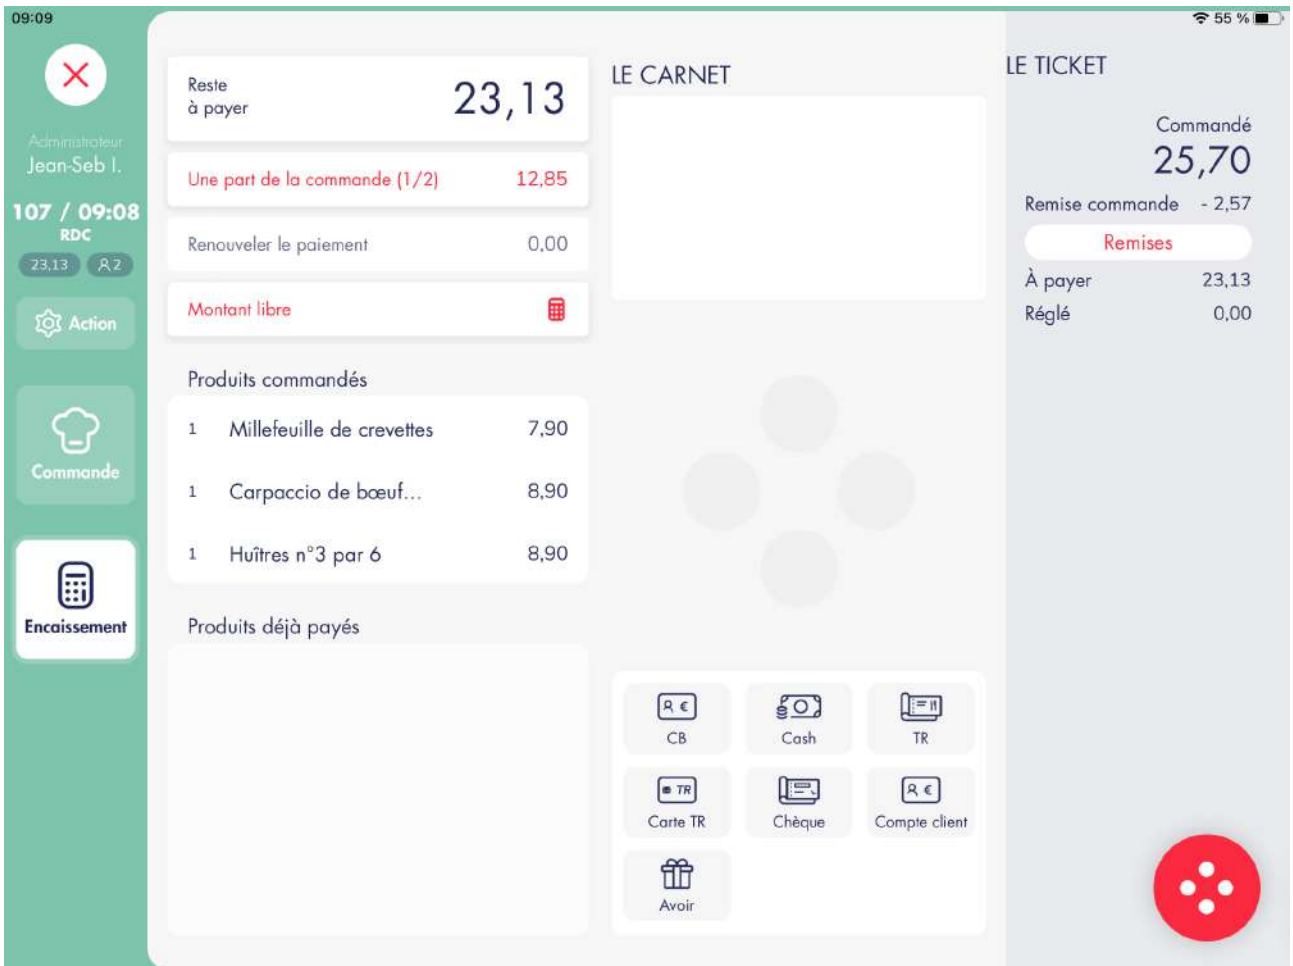 09:09
55 %
Administrateur
Jean-Seb I.
107 / 09:08
RDC
23,13 2
Action
Commande
Encaissement
Reste
à payer
23,13
Une part de la commande (1/2) 12,85
Renouveler le paiement 0,00
Montant libre
Produits commandés
1 Millefeuille de crevettes 7,90
1 Carpaccio de bœuf... 8,90
1 Huîtres n°3 par 6 8,90
Produits déjà payés
LE CARNET
R €
CB
Cash
TR
TR
Carte TR
Chèque
R €
Compte client
Avoir
LE TICKET
Commandé
25,70
Remise commande - 2,57
Remises
À payer 23,13
Réglé 0,00